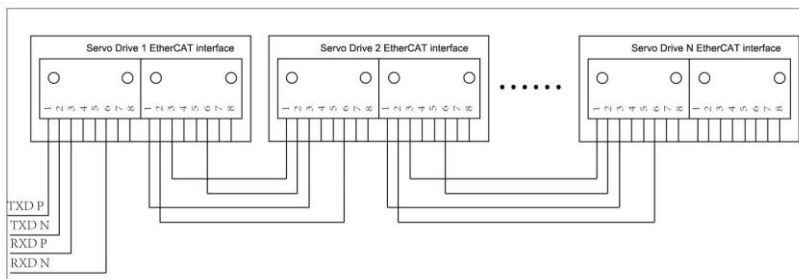 Servo Drive 1 EtherCAT interface
Servo Drive 2 EtherCAT interface
Servo Drive N EtherCAT interface
1 2 3 4 5 6 7 8 1 2 3 4 5 6 7 8
1 2 3 4 5 6 7 8 1 2 3 4 5 6 7 8
1 2 3 4 5 6 7 8 1 2 3 4 5 6 7 8
TXD P
TXD N
RXD P
RXD N